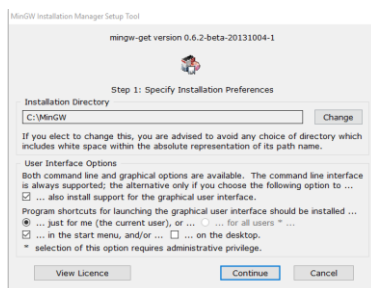 MinGW Installation Manager Setup Tool
mingw-get version 0.6.2-beta-20131004-1
Step 1: Specify Installation Preferences
Installation Directory
C:\MinGW
Change
If you elect to change this, you are advised to avoid any choice of directory which
includes white space within the absolute representation of its path name.
User Interface Options
Both command line and graphical options are available. The command line interface
is always supported; the alternative only if you choose the following option to ...
... also install support for the graphical user interface.
Program shortcuts for launching the graphical user interface should be installed ...
... just for me (the current user), or ... for all users * ...
... in the start menu, and/or ... ... on the desktop.
* selection of this option requires administrative privilege.
View Licence Continue Cancel